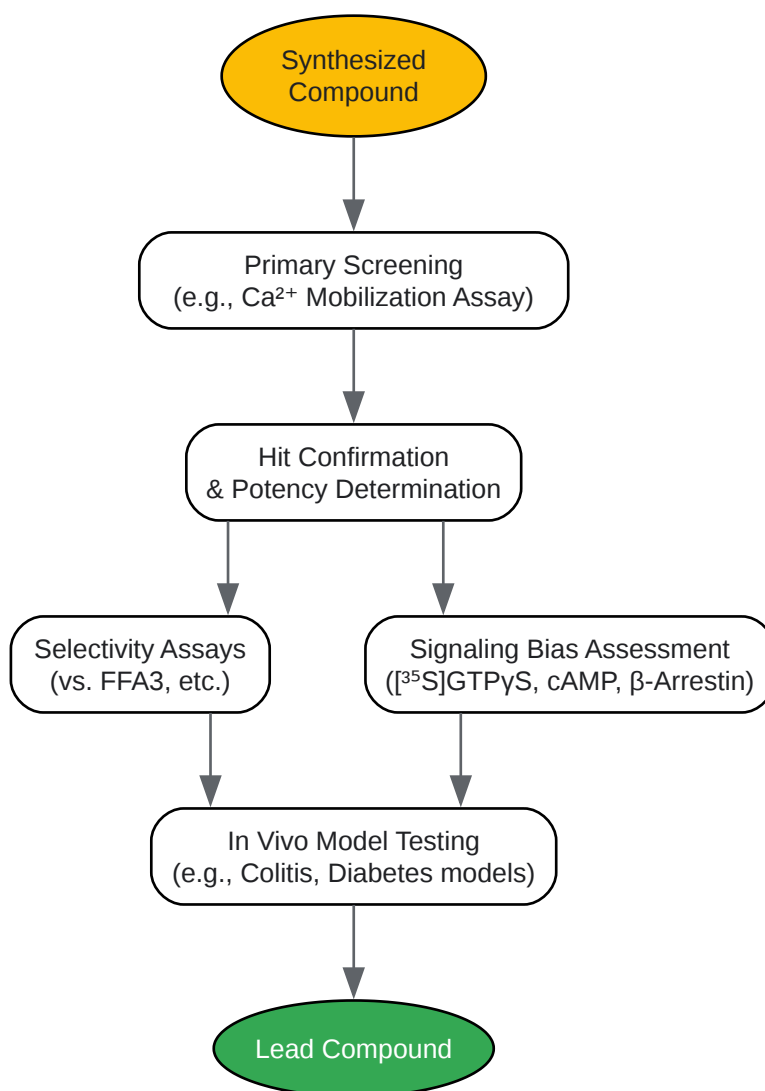 Synthesized
Compound
Primary Screening
(e.g., Ca²⁺ Mobilization Assay)
Hit Confirmation
& Potency Determination
Selectivity Assays
(vs. FFA3, etc.)
Signaling Bias Assessment
([³⁵S]GTPγS, cAMP, β-Arrestin)
In Vivo Model Testing
(e.g., Colitis, Diabetes models)
Lead Compound